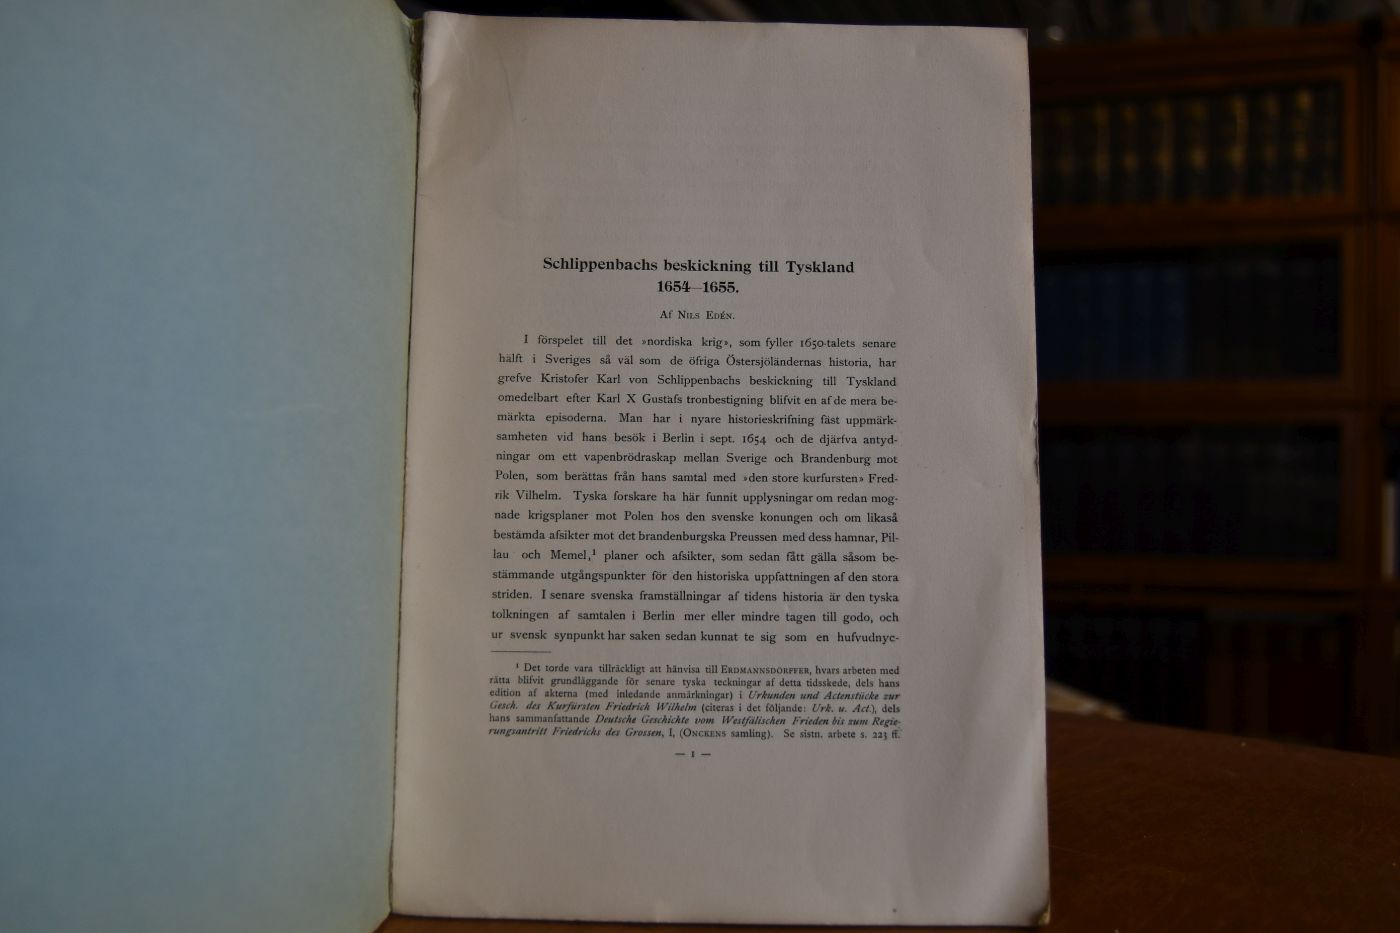 Schlippenbachs beskickning till Tyskland
1654—1655.
Af Nils Edén.
I förspelet till det »nordiska krig», som fyller 1650-talets senare
hälft i Sveriges så väl som de öfriga Östersjöländernas historia, har
grefve Kristofer Karl von Schlippenbachs beskickning till Tyskland
omedelbart efter Karl X Gustafs tronbestigning blifvit en af de mera be-
märkta episoderna. Man har i nyare historieskrifning fäst uppmärk-
samheten vid hans besök i Berlin i sept. 1654 och de djärfva antyd-
ningar om ett vapenbrödraskap mellan Sverige och Brandenburg mot
Polen, som berättas från hans samtal med »den store kurfursten» Fred-
rik Vilhelm. Tyska forskare ha här funnit upplysningar om redan mog-
nade krigsplaner mot Polen hos den svenske konungen och om likaså
bestämda afsikter mot det brandenburgska Preussen med dess hamnar, Pil-
lau och Memel,¹ planer och afsikter, som sedan fått gälla såsom be-
stämmande utgångspunkter för den historiska uppfattningen af den stora
striden. I senare svenska framställningar af tidens historia är den tyska
tolkningen af samtalen i Berlin mer eller mindre tagen till godo, och
ur svensk synpunkt har saken sedan kunnat te sig som en hufvudnyc-
¹ Det torde vara tillräckligt att hänvisa till Erdmannsdörffer, hvars arbeten med
rätta blifvit grundläggande för senare tyska teckningar af detta tidsskede, dels hans
edition af akterna (med inledande anmärkningar) i Urkunden und Actenstücke zur
Gesch. des Kurfürsten Friedrich Wilhelm (citeras i det följande: Urk. u. Act.), dels
hans sammanfattande Deutsche Geschichte vom Westfälischen Frieden bis zum Regie-
rungsantritt Friedrichs des Grossen, I, (Onckens samling). Se sistn. arbete s. 223 ff.
— 1 —